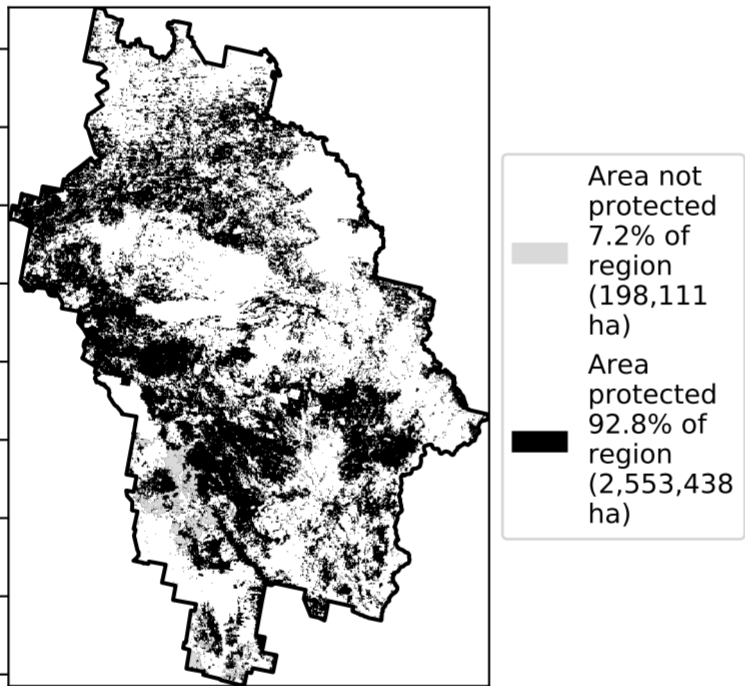 Area not
protected
7.2% of
region
(198,111
ha)
Area
protected
92.8% of
region
(2,553,438
ha)